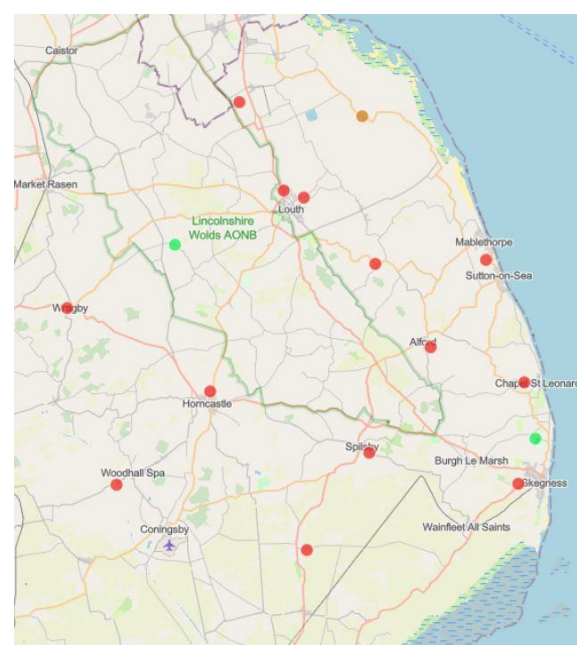 Caistor
Market Rasen
Louth
Lincolnshire
Wolds AONB
Mablethorpe
Sutton-on-Sea
Wragby
Alford
Chapel St Leonard
Horncastle
Spilsby
Burgh Le Marsh
Woodhall Spa
Skegness
Coningsby
Wainfleet All Saints